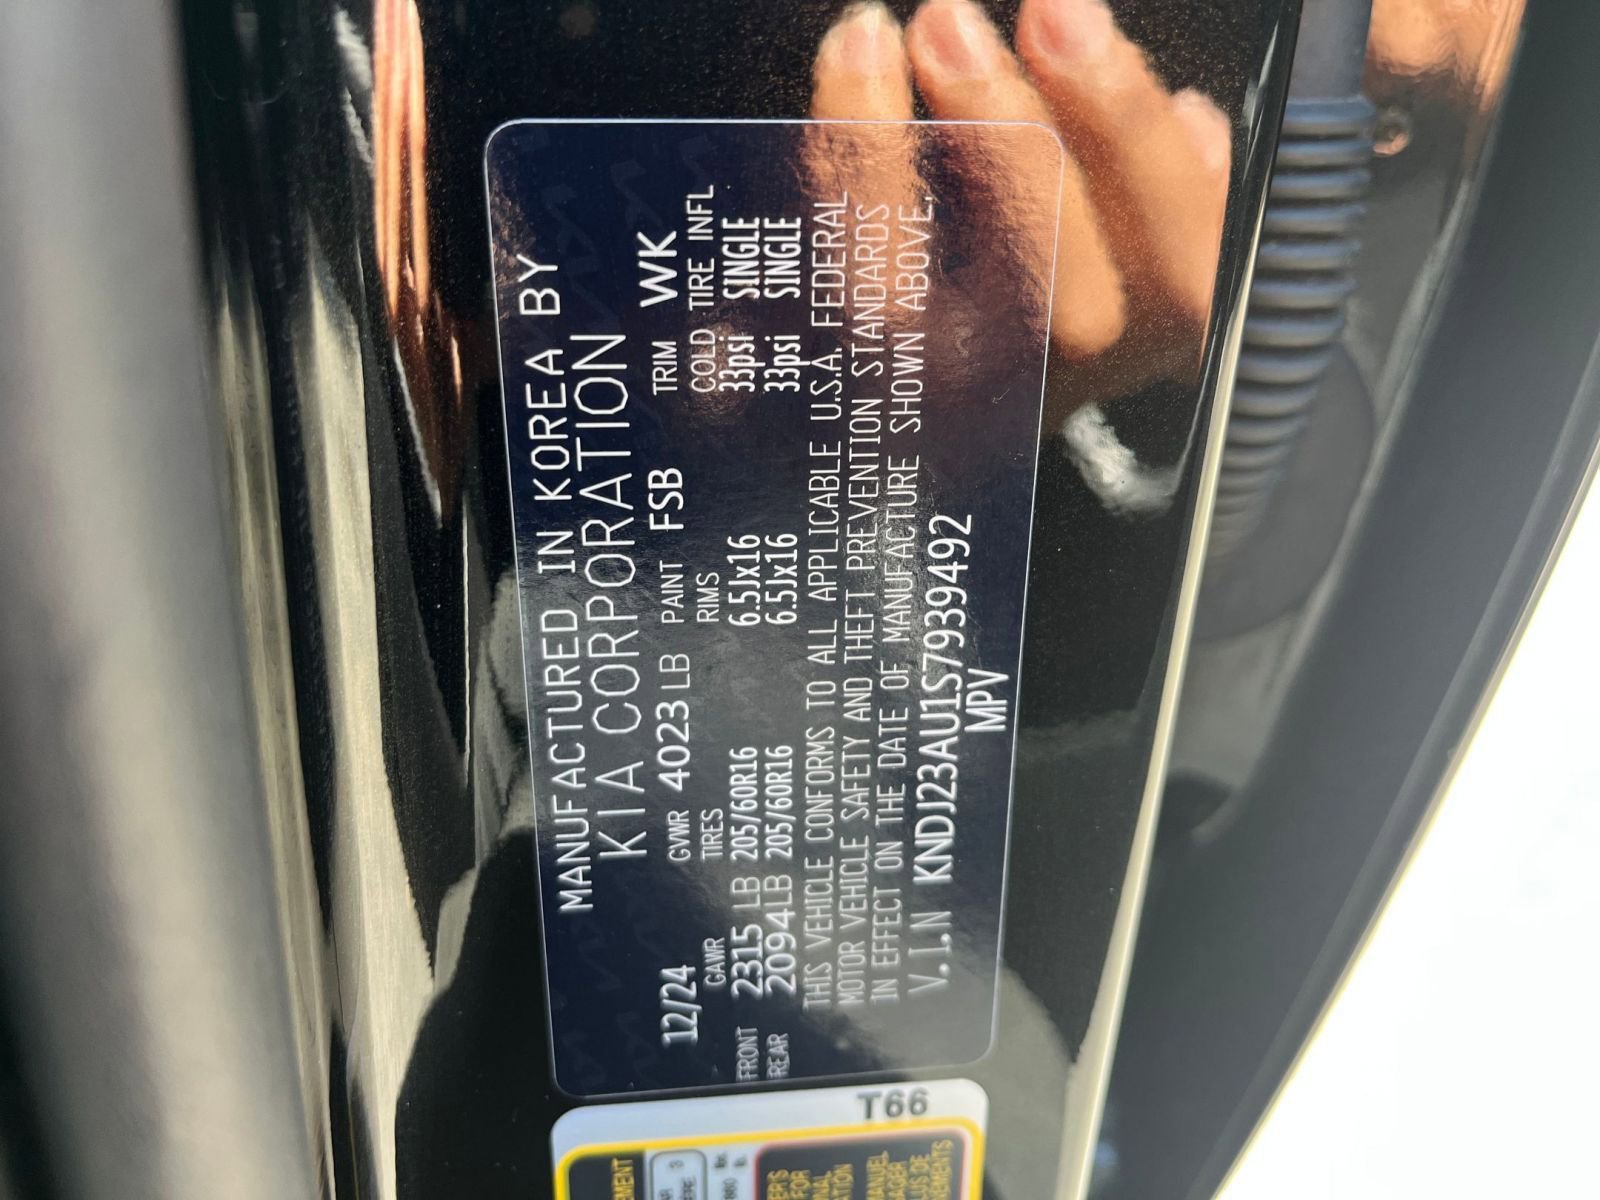 MANUFACTURED IN KOREA BY
KIA CORPORATION
12/24 GVWR 4023 LB PAINT FSB TRIM WK
GAWR TIRES RIMS COLD TIRE INFL
FRONT 2315 LB 205/60R16 6.5Jx16 33psi SINGLE
REAR 2094 LB 205/60R16 6.5Jx16 33psi SINGLE
THIS VEHICLE CONFORMS TO ALL APPLICABLE U.S.A. FEDERAL
MOTOR VEHICLE SAFETY AND THEFT PREVENTION STANDARDS
IN EFFECT ON THE DATE OF MANUFACTURE SHOWN ABOVE.
V.I.N KNDJ23AU1S7939492
MPV
T66